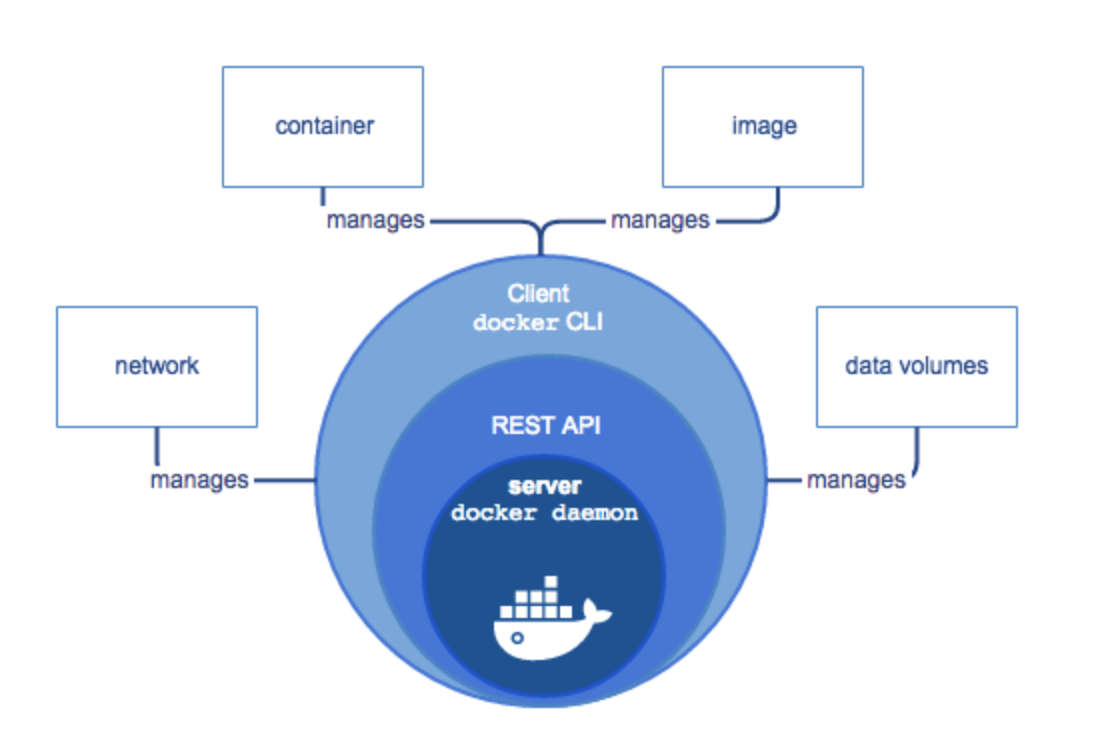 container
image
manages
manages
Client
docker CLI
network
data volumes
REST API
manages
manages
server
docker daemon